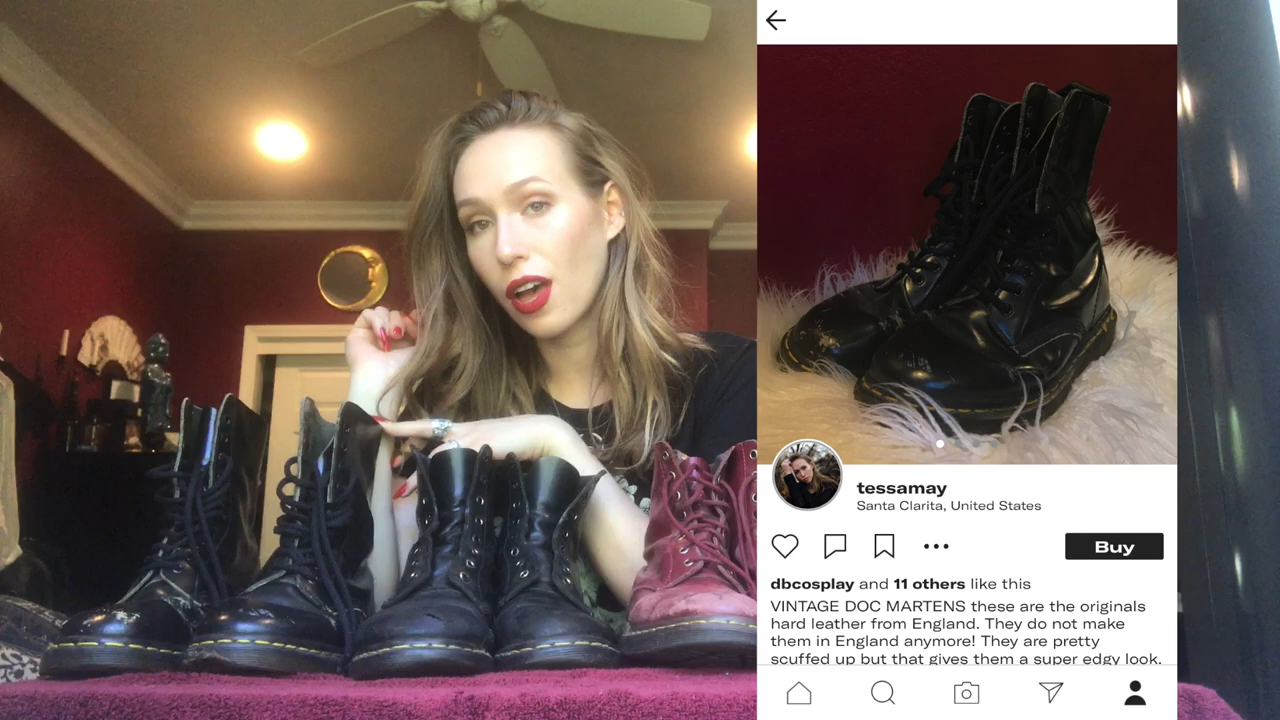 tessamay
Santa Clarita, United States
Buy
dbcosplay and 11 others like this
VINTAGE DOC MARTENS these are the originals
hard leather from England. They do not make
them in England anymore! They are pretty
scuffed up but that gives them a super edgy look.